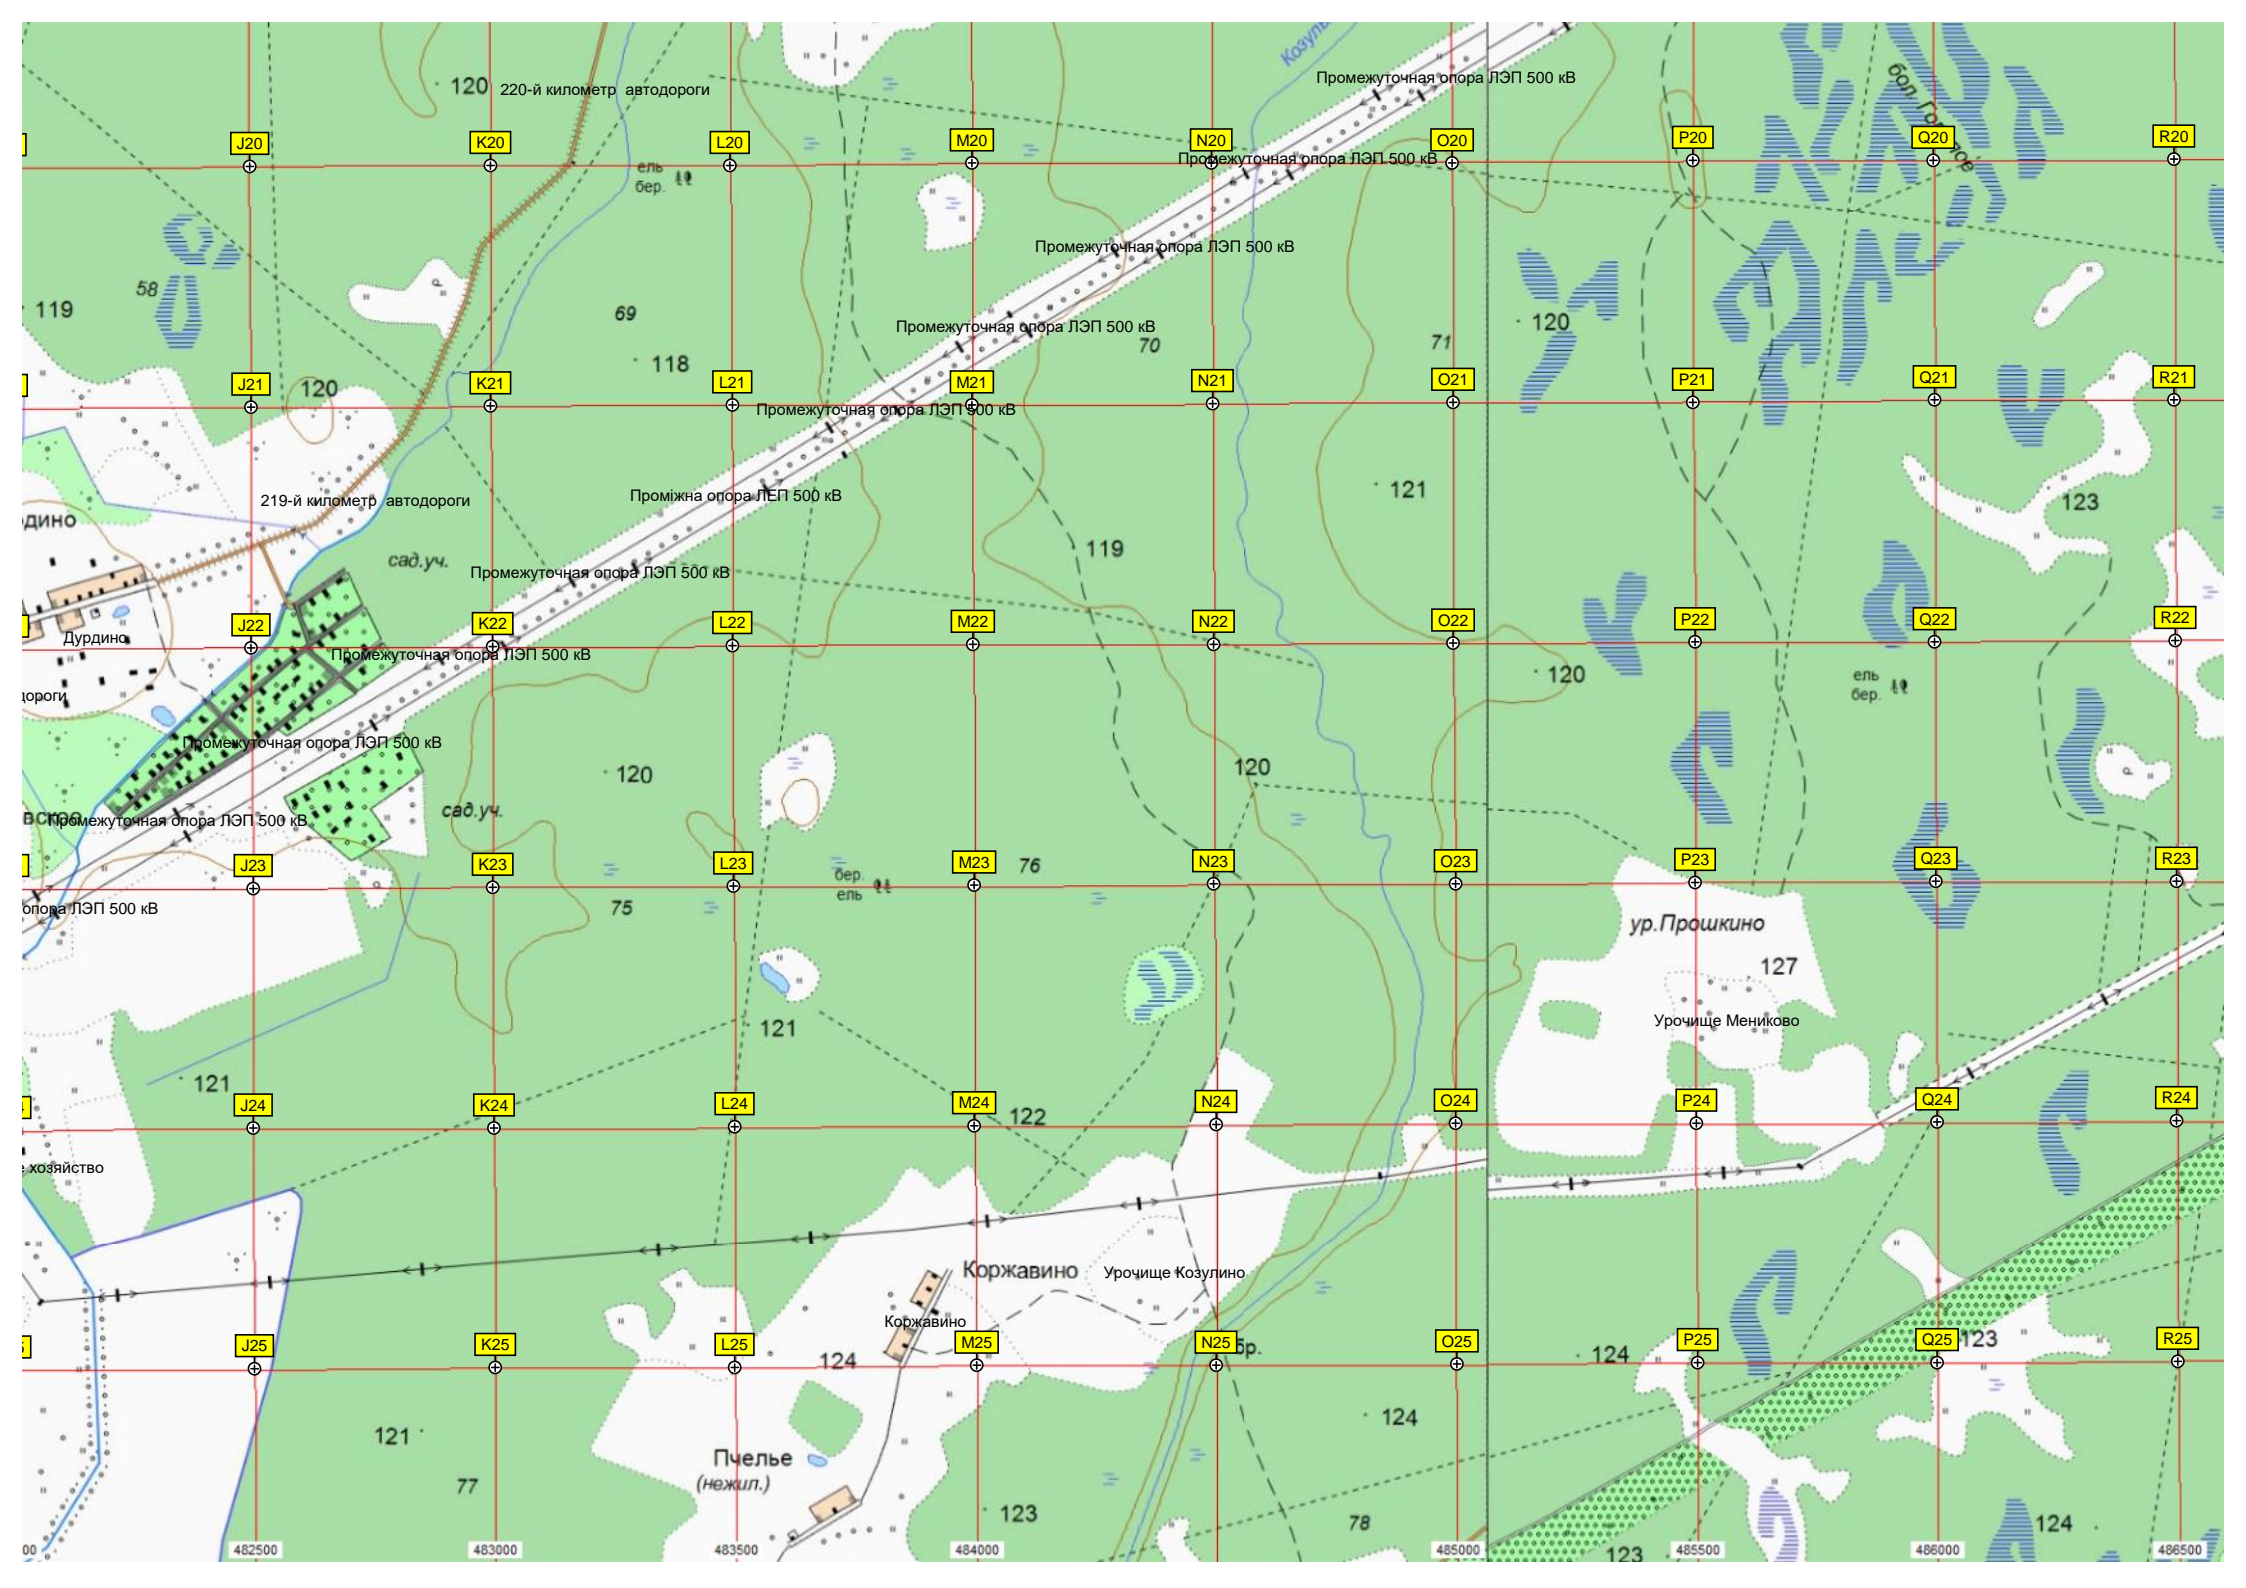 Козуль
Промежуточная опора ЛЭП 500 кВ
бол.
120
220-й километр автодороги
J20
K20
L20
M20
N20
O20
P20
Q20
R20
Промежуточная опора ЛЭП 500 кВ
ель
бер.
Промежуточная опора ЛЭП 500 кВ
58
119
69
Промежуточная опора ЛЭП 500 кВ
120
70
71
118
J21
120
K21
L21
M21
N21
O21
P21
Q21
R21
Промежуточная опора ЛЭП 500 кВ
121
Проміжна опора ЛЕП 500 кВ
219-й километр автодороги
123
дино
119
сад.уч.
Промежуточная опора ЛЭП 500 кВ
J22
K22
L22
M22
N22
O22
P22
Q22
R22
Дурдино
Промежуточная опора ЛЭП 500 кВ
120
ель
бер.
дороги
Промежуточная опора ЛЭП 500 кВ
120
120
сад.уч.
Промежуточная опора ЛЭП 500 кВ
J23
K23
L23
M23
76
N23
O23
P23
Q23
R23
бер.
ель
опора ЛЭП 500 кВ
75
ур.Прошкино
127
121
Урочище Мениково
121
J24
K24
L24
M24
122
N24
O24
P24
Q24
R24
хозяйство
Коржавино
Урочище Козулино
Коржавино
J25
K25
L25
124
M25
N25
бр.
O25
124
P25
Q25
123
R25
121
124
Пчелье
(нежил.)
77
123
78
124
123
00
482500
483000
483500
484000
485000
485500
486000
486500